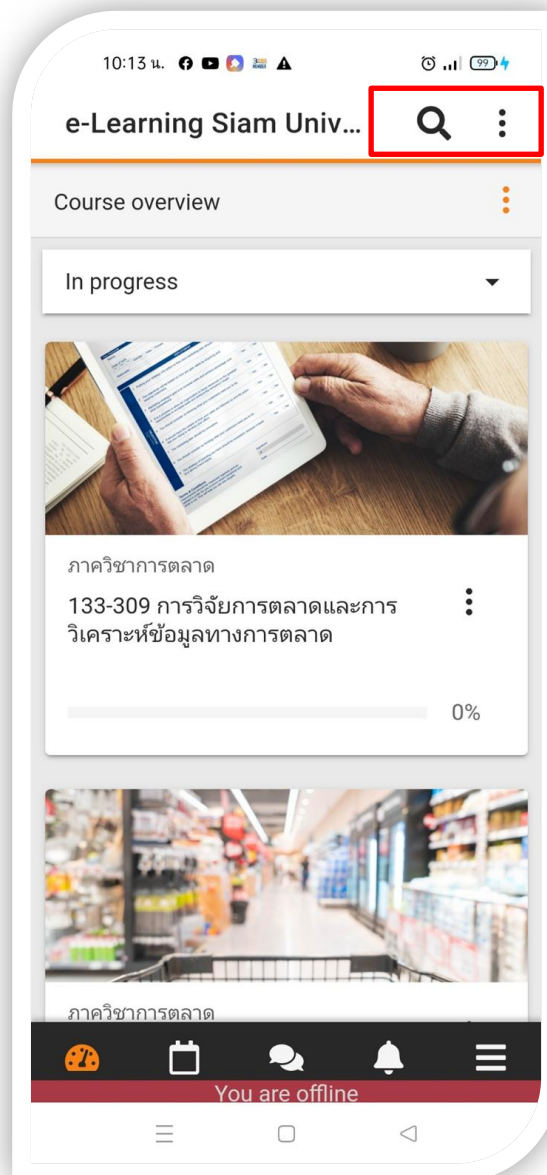 10:13 น.
99
e-Learning Siam Univ...
Course overview
In progress
ภาควิชาการตลาด
133-309 การวิจัยการตลาดและการ
วิเคราะห์ข้อมูลทางการตลาด
0%
ภาควิชาการตลาด
You are offline